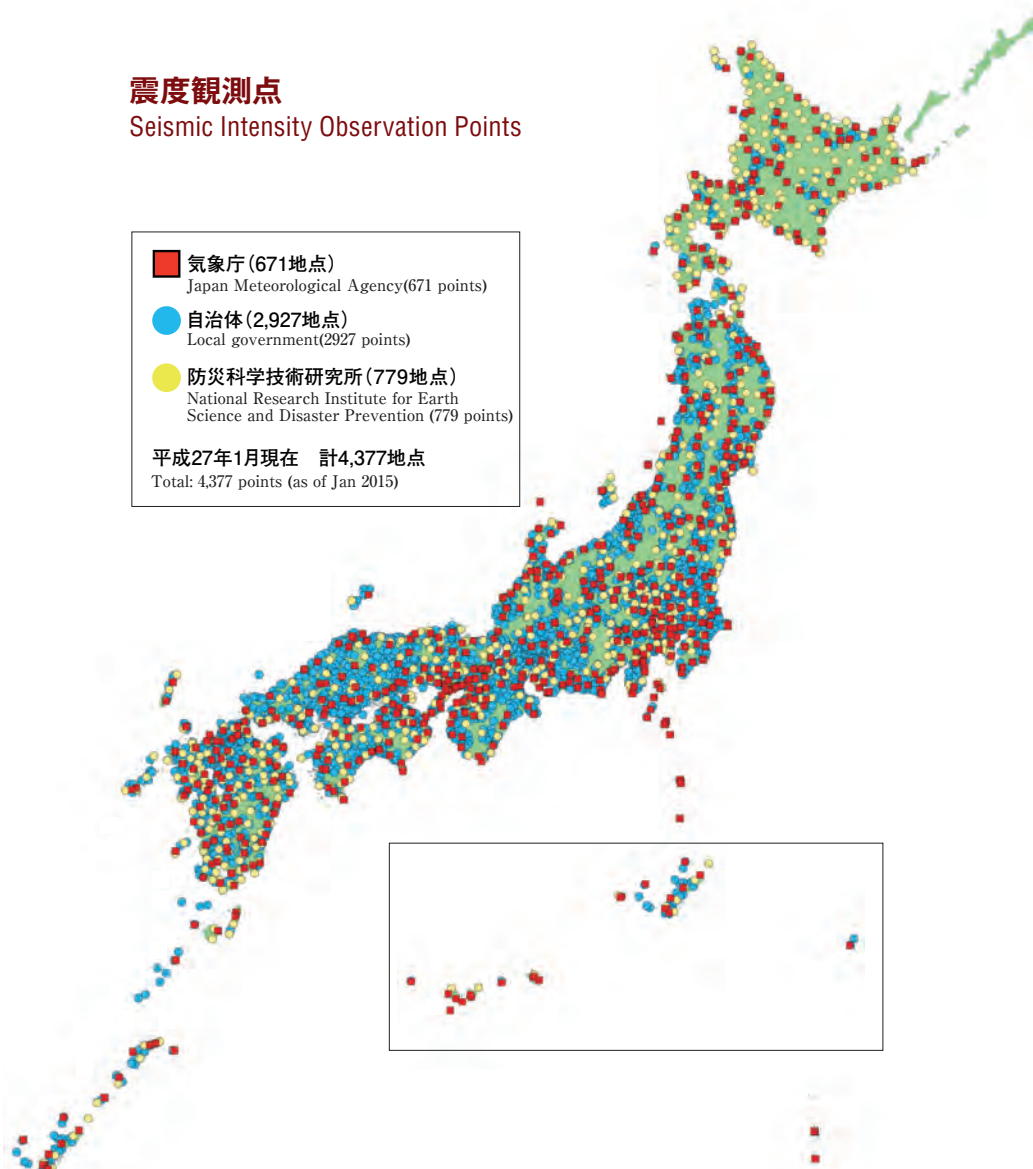 震度観測点
Seismic Intensity Observation Points
気象庁（671地点）
Japan Meteorological Agency(671 points)
自治体（2,927地点）
Local government(2927 points)
防災科学技術研究所（779地点）
National Research Institute for Earth
Science and Disaster Prevention (779 points)
平成27年1月現在　計4,377地点
Total: 4,377 points (as of Jan 2015)